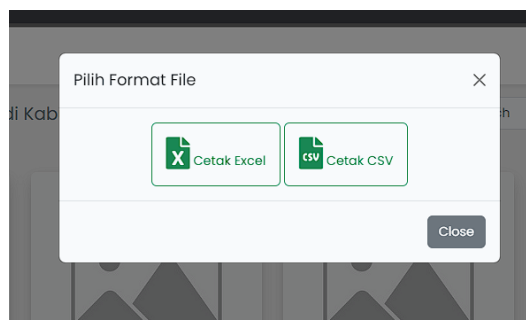 Pilih Format File
di Kab
Cetak Excel
CSV
Cetak CSV
Close